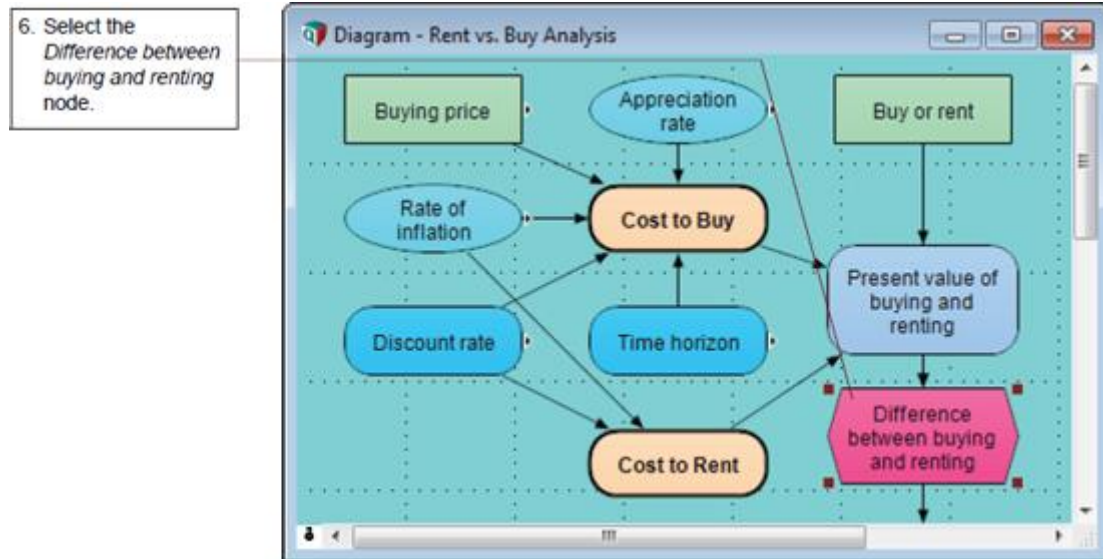 6. Select the
Difference between
buying and renting
node.
Diagram - Rent vs. Buy Analysis
Buying price
Appreciation
rate
Buy or rent
Rate of
inflation
Cost to Buy
Present value of
buying and
renting
Discount rate
Time horizon
Difference
between buying
and renting
Cost to Rent